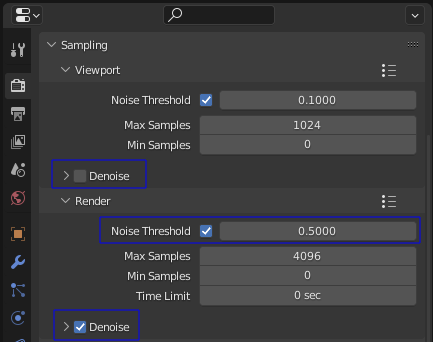 Sampling
Viewport
Noise Threshold 0.1000
Max Samples 1024
Min Samples 0
Denoise
Render
Noise Threshold 0.5000
Max Samples 4096
Min Samples 0
Time Limit 0 sec
Denoise